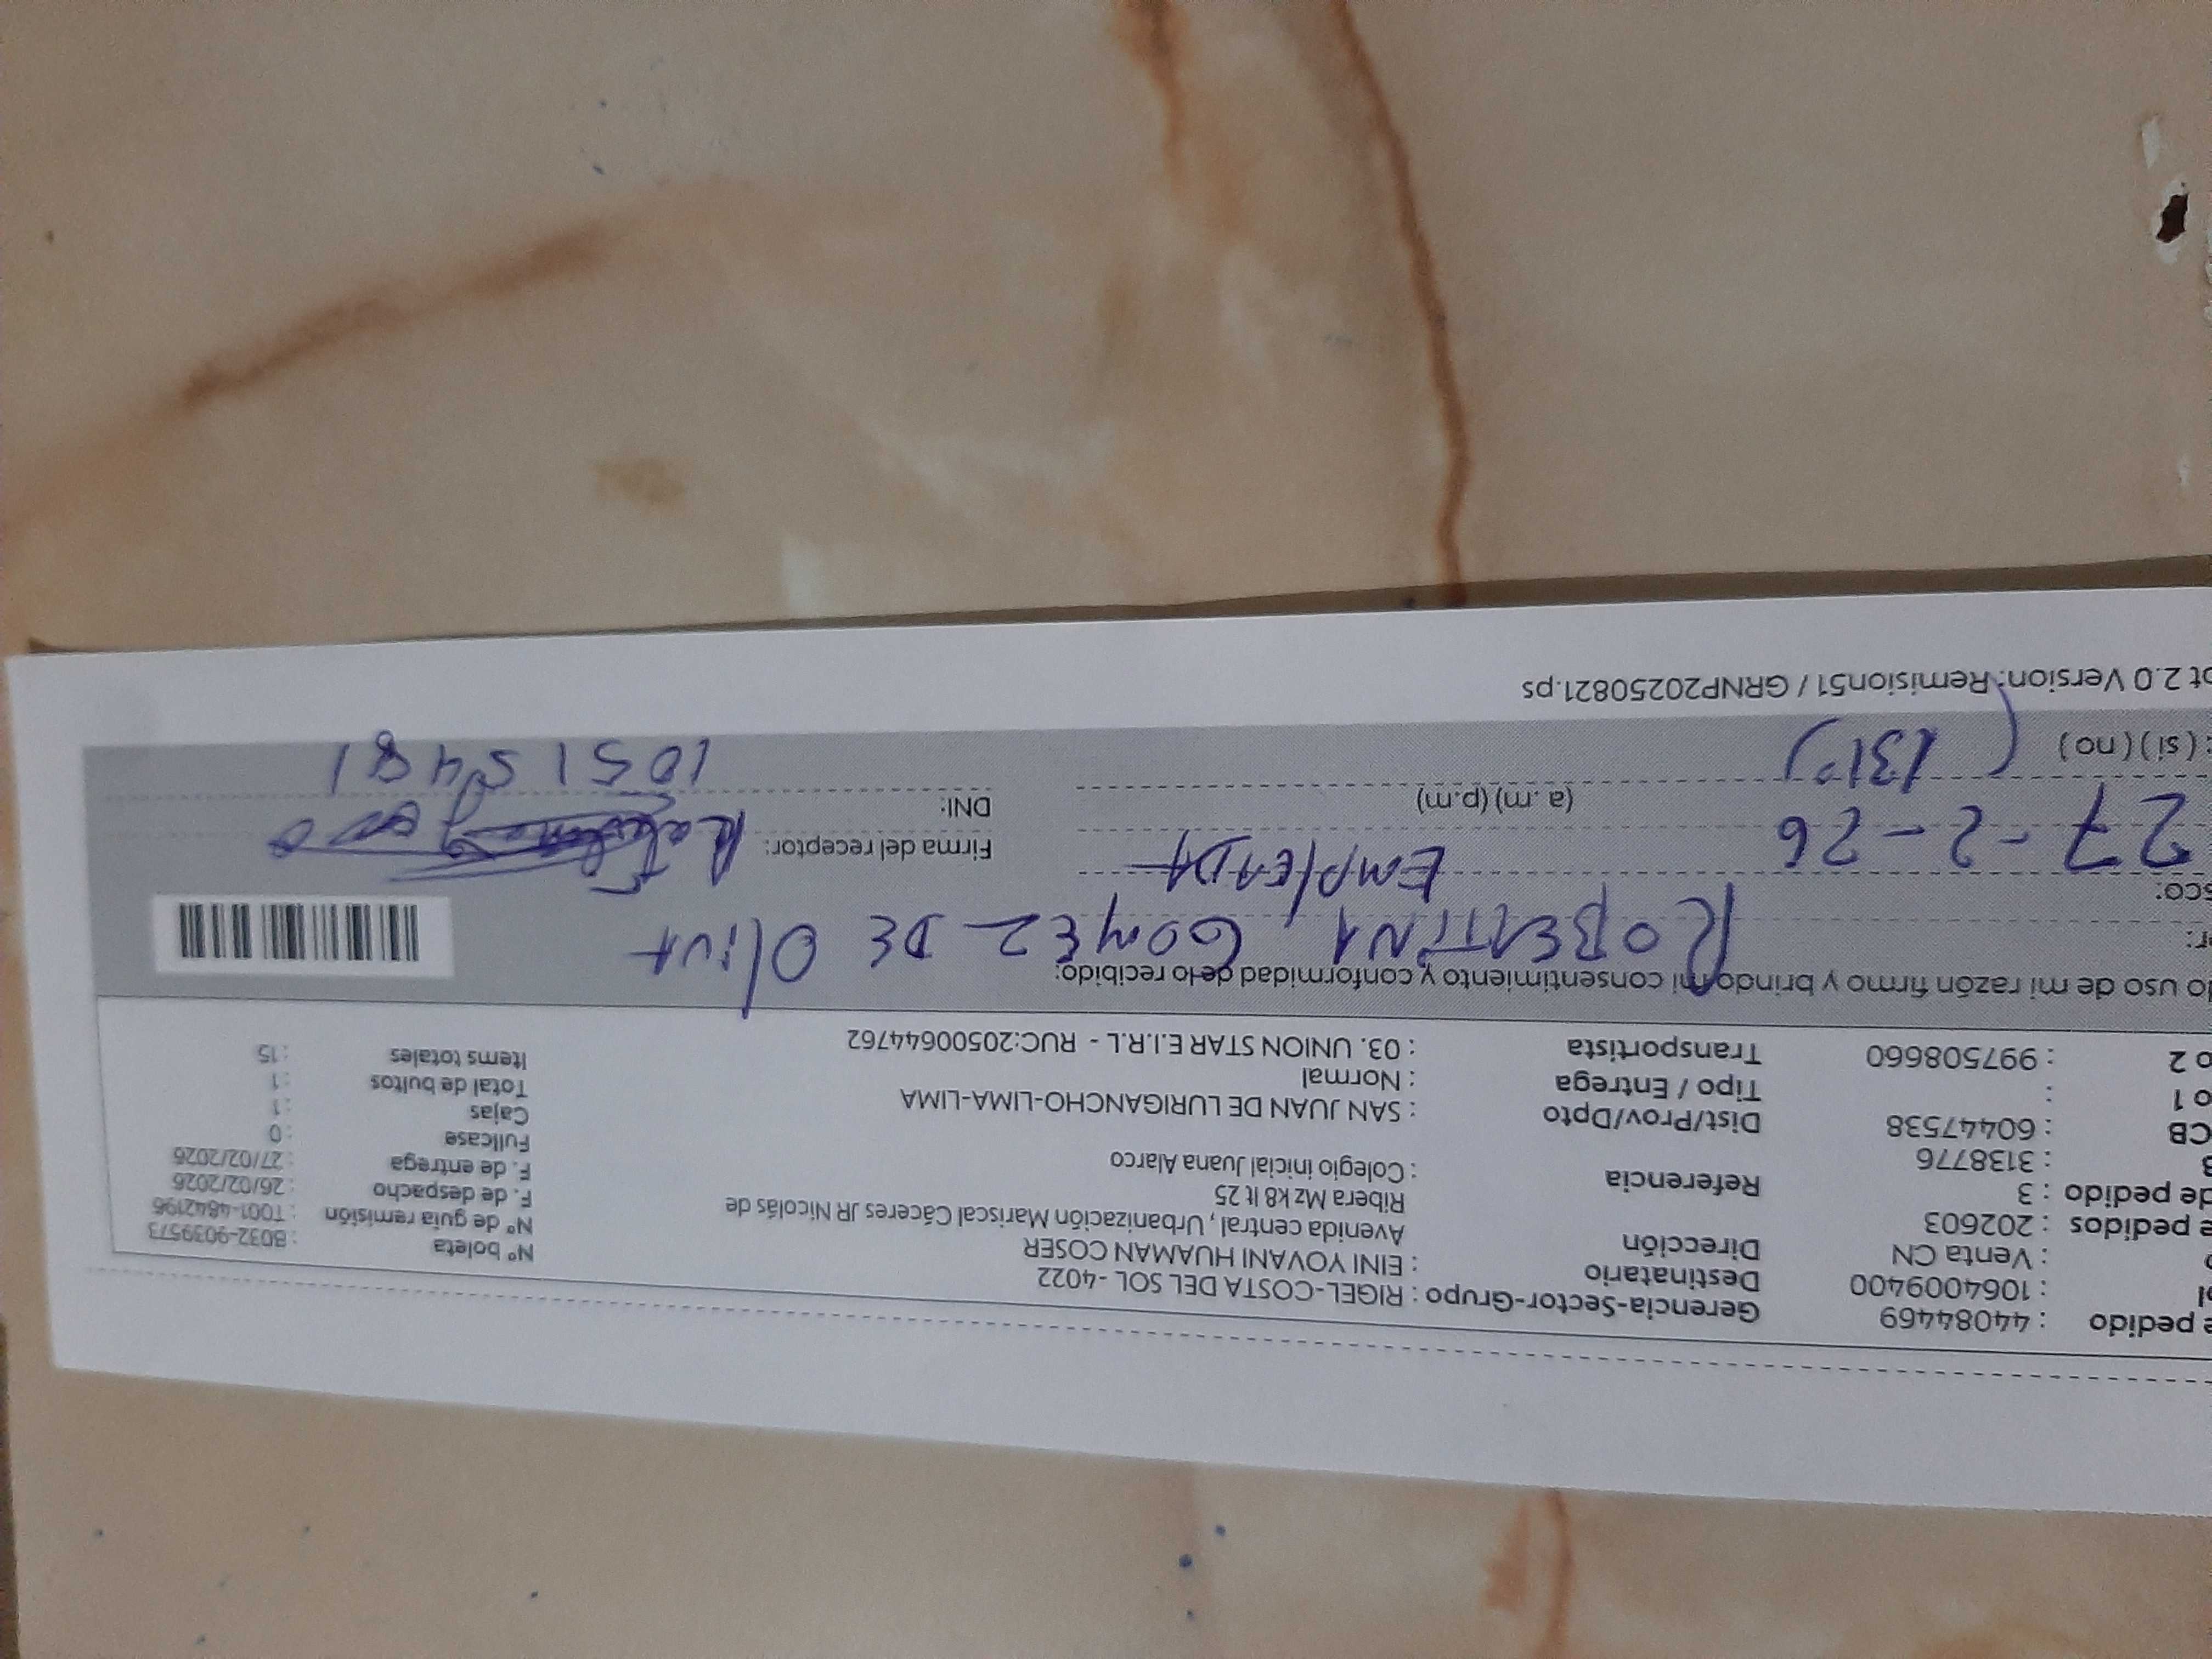 e pedido : 44084469 Gerencia-Sector-Grupo : RIGEL-COSTA DEL SOL -4022 N° boleta : B032-9039573
: 1064009400 Destinatario : EINI YOVANI HUAMAN COSER N° de guía remisión : T001-4842196
: Venta CN Dirección Avenida central, Urbanización Mariscal Cáceres JR Nicolás de F. de despacho : 26/02/2026
e pedidos : 202603 Ribera Mz k8 lt 25 F. de entrega : 27/02/2026
de pedido : 3 Referencia : Colegio inicial Juana Alarco Fullcase : 0
: 3138776 Cajas : 1
CB : 60447538 Dist/Prov/Dpto : SAN JUAN DE LURIGANCHO-LIMA-LIMA Total de bultos : 1
o 1 : Tipo / Entrega : Normal Items totales : 15
o 2 : 997508660 Transportista : 03. UNION STAR E.I.R.L - RUC:20500644762
o uso de mi razón firmo y brindo mi consentimiento y conformidad de lo recibido:
ROBERTINA GOMEZ DE OLIVA
27-2-26 EMPLEADA Firma del receptor:
(a. m) (p.m) DNI: 10515481
: (si) (no) (131°)
ot 2.0 Version: Remision51 / GRNP20250821.ps